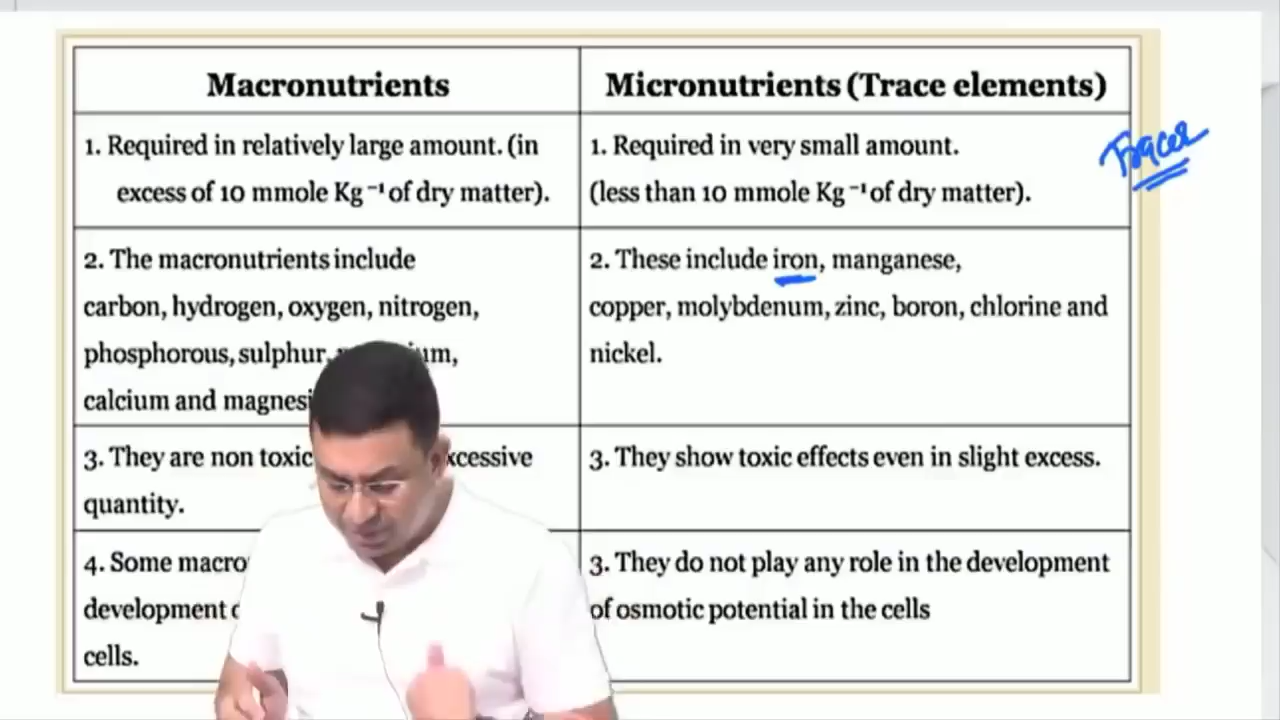 Macronutrients
Micronutrients (Trace elements)
1. Required in relatively large amount. (in
excess of 10 mmole Kg ⁻¹ of dry matter).
1. Required in very small amount.
(less than 10 mmole Kg ⁻¹ of dry matter).
Tracer
2. The macronutrients include
carbon, hydrogen, oxygen, nitrogen,
phosphorous, sulphur,
calcium and
2. These include iron, manganese,
copper, molybdenum, zinc, boron, chlorine and
nickel.
3. They are non toxic
quantity.
3. They show toxic effects even in slight excess.
4. Some
development
cells.
3. They do not play any role in the development
of osmotic potential in the cells